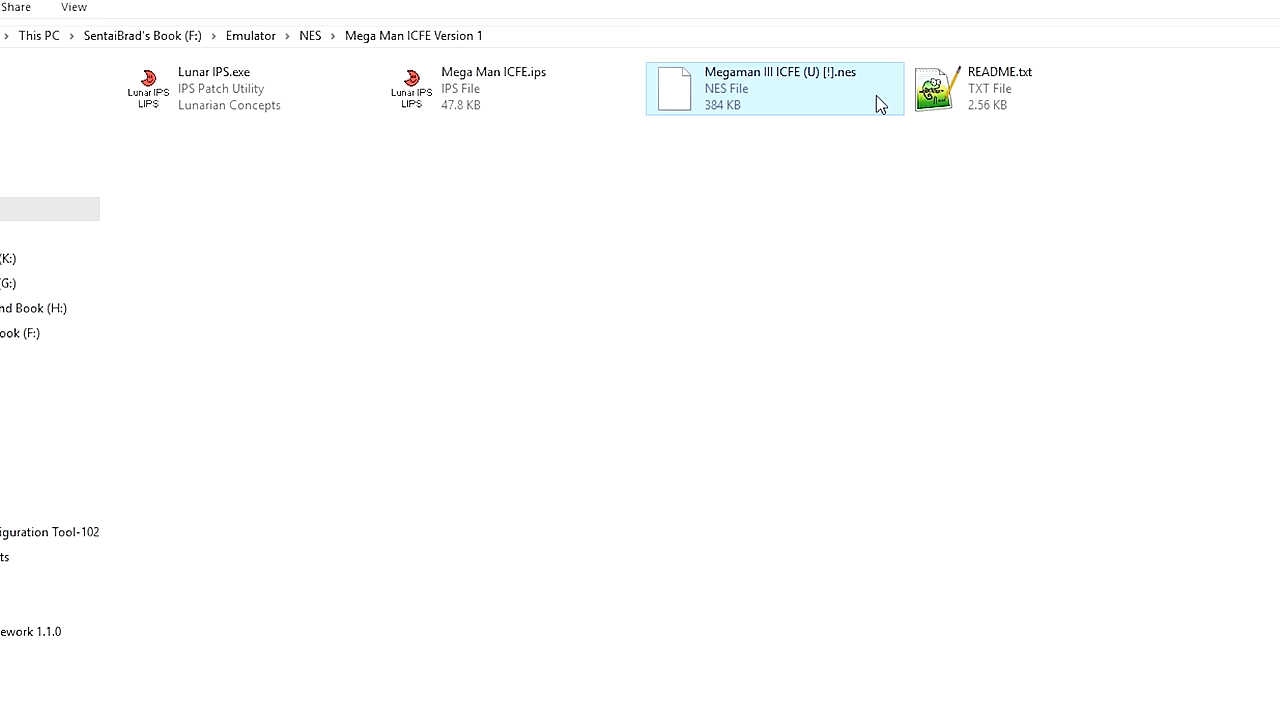 Share View
> This PC > SentaiBrad's Book (F:) > Emulator > NES > Mega Man ICFE Version 1
Lunar IPS.exe
IPS Patch Utility
Lunarian Concepts
Lunar IPS
LIPS
Mega Man ICFE.ips
IPS File
47.8 KB
Lunar IPS
LIPS
Megaman III ICFE (U) [!].nes
NES File
384 KB
README.txt
TXT File
2.56 KB
(K:)
(G:)
nd Book (H:)
ook (F:)
iguration Tool-102
ts
ework 1.1.0